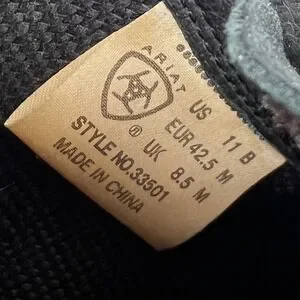 ARIAT
®
US 11 B
EUR 42.5 M
UK 8.5 M
STYLE NO.33501
MADE IN CHINA